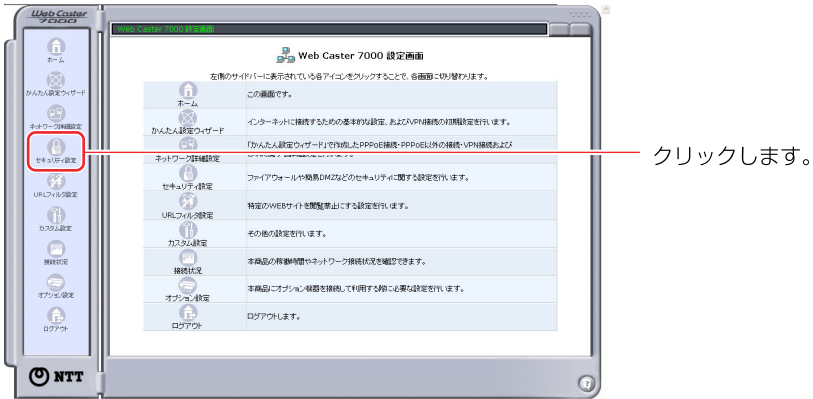 Web Caster
7000
Web Caster 7000 設定画面
ホーム
かんたん設定ウィザード
ネットワーク詳細設定
セキュリティ設定
URLフィルタ設定
カスタム設定
接続状況
オプション設定
ログアウト
NTT
Web Caster 7000 設定画面
左側のサイドバーに表示されている各アイコンをクリックすることで、各画面に切り替わります。
ホーム
この画面です。
かんたん設定ウィザード
インターネットに接続するための基本的な設定、およびVPN接続の初期設定を行います。
ネットワーク詳細設定
「かんたん設定ウィザード」で作成したPPPoE接続・PPPoE以外の接続・VPN接続および
セキュリティ設定
ファイアウォールや簡易DMZなどのセキュリティに関する設定を行います。
URLフィルタ設定
特定のWEBサイトを閲覧禁止にする設定を行います。
カスタム設定
その他の設定を行います。
接続状況
本商品の稼働時間やネットワーク接続状況を確認できます。
オプション設定
本商品にオプション機器を接続して利用する際に必要な設定を行います。
ログアウト
ログアウトします。
クリックします。
?